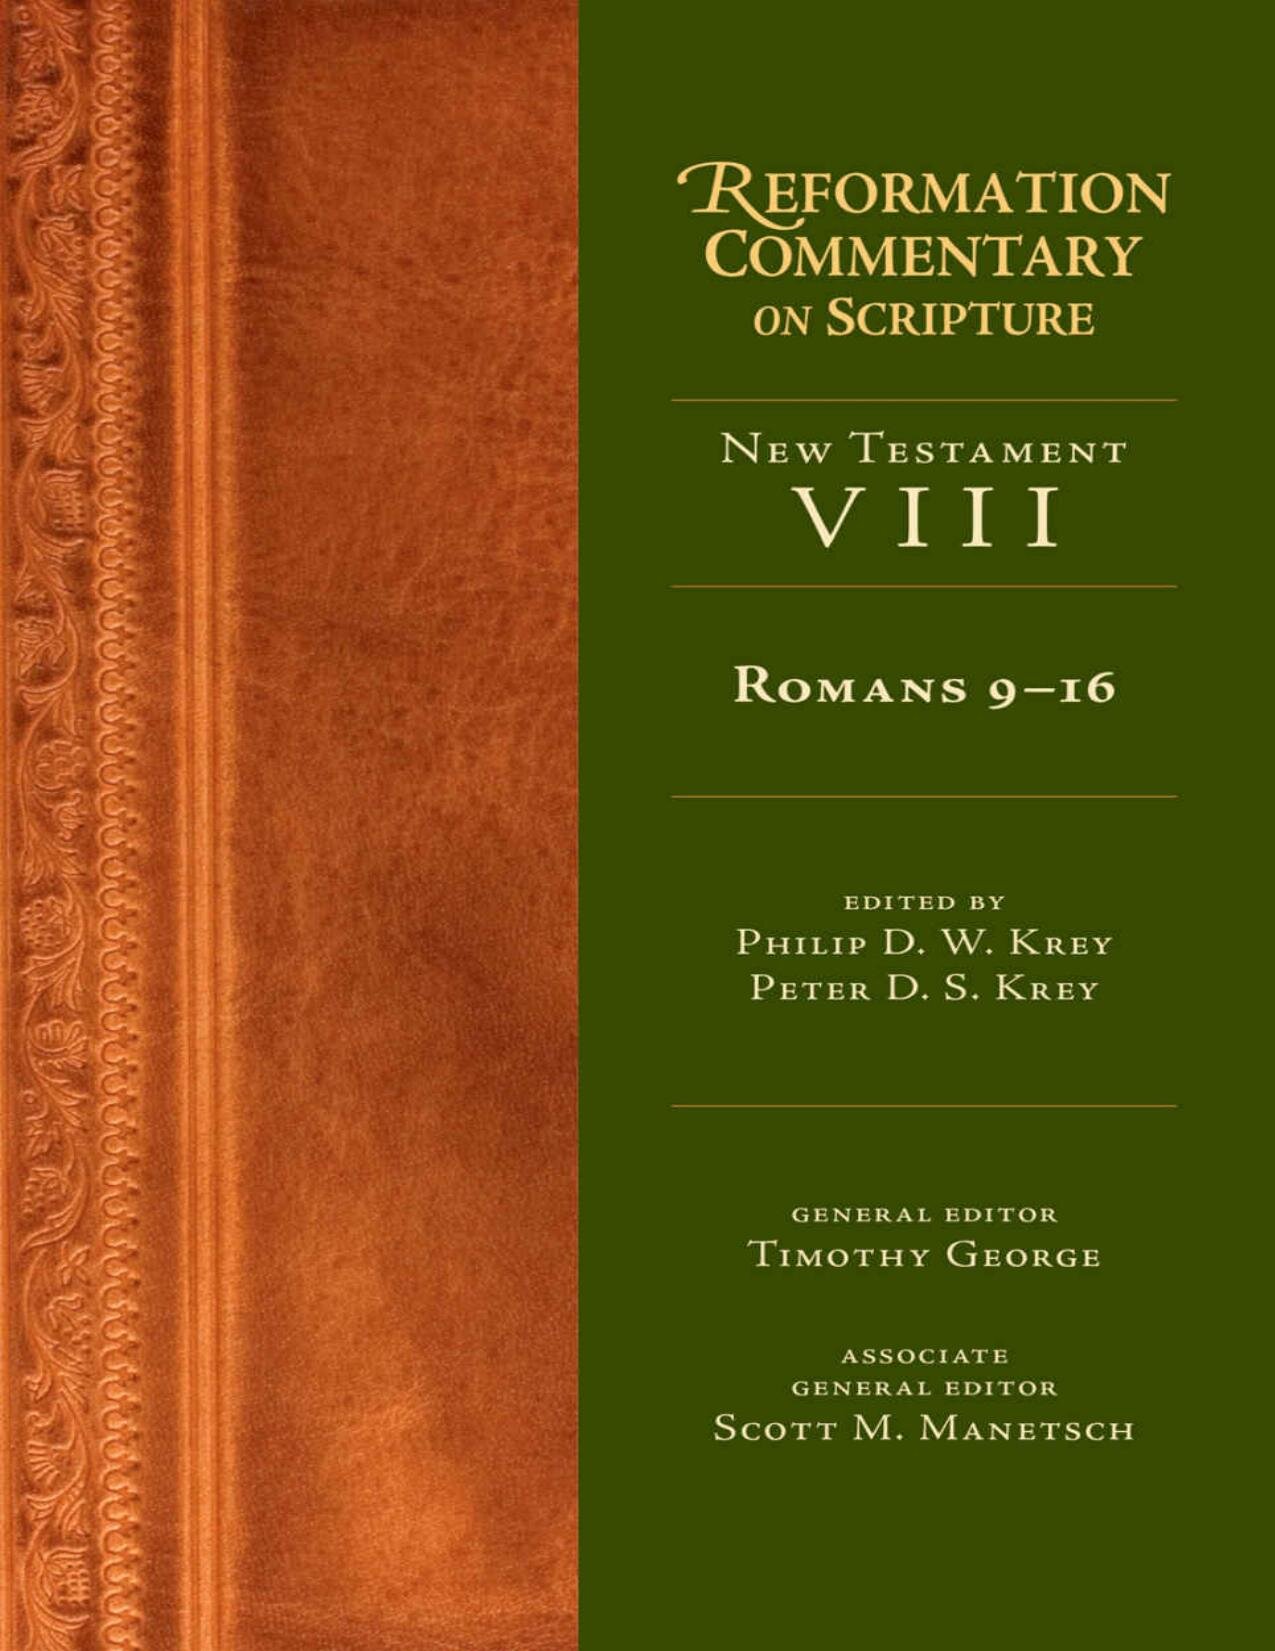 Reformation
Commentary
on Scripture
New Testament
VIII
Romans 9–16
edited by
Philip D. W. Krey
Peter D. S. Krey
general editor
Timothy George
associate
general editor
Scott M. Manetsch